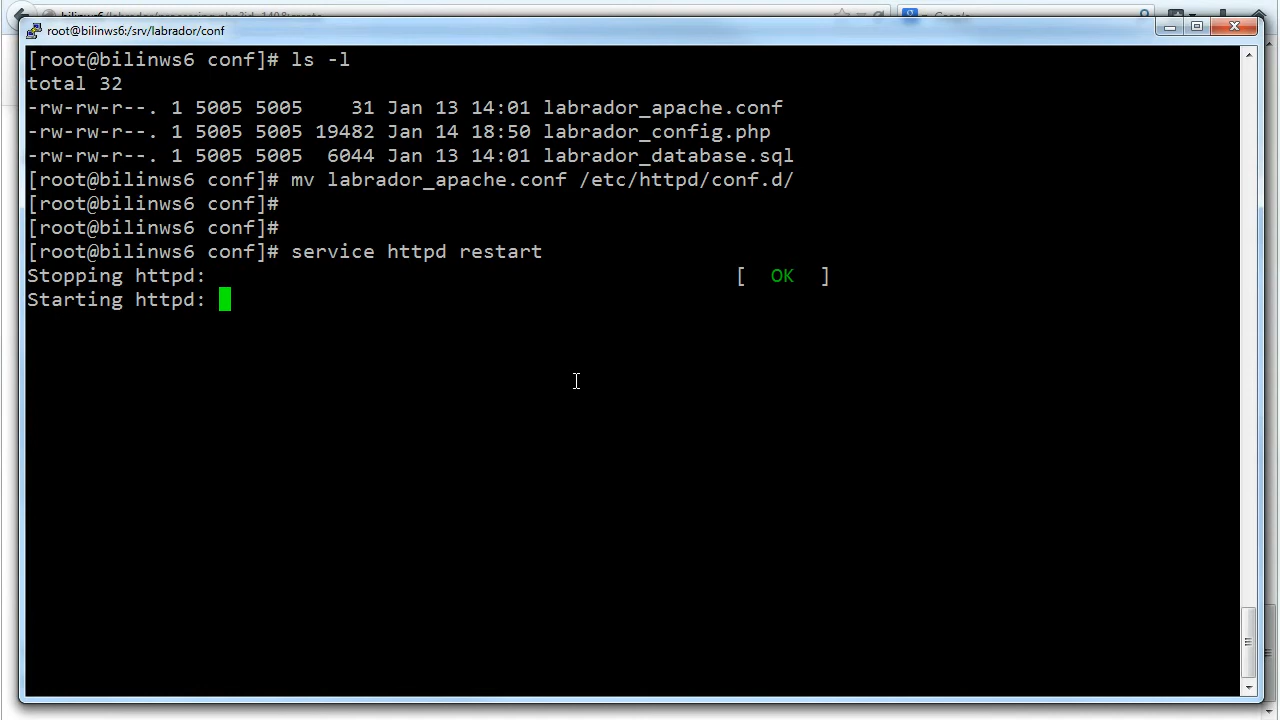 root@bilinws6:/srv/labrador/conf
[root@bilinws6 conf]# ls -l
total 32
-rw-rw-r--. 1 5005 5005    31 Jan 13 14:01 labrador_apache.conf
-rw-rw-r--. 1 5005 5005 19482 Jan 14 18:50 labrador_config.php
-rw-rw-r--. 1 5005 5005  6044 Jan 13 14:01 labrador_database.sql
[root@bilinws6 conf]# mv labrador_apache.conf /etc/httpd/conf.d/
[root@bilinws6 conf]#
[root@bilinws6 conf]#
[root@bilinws6 conf]# service httpd restart
Stopping httpd: [ OK ]
Starting httpd: